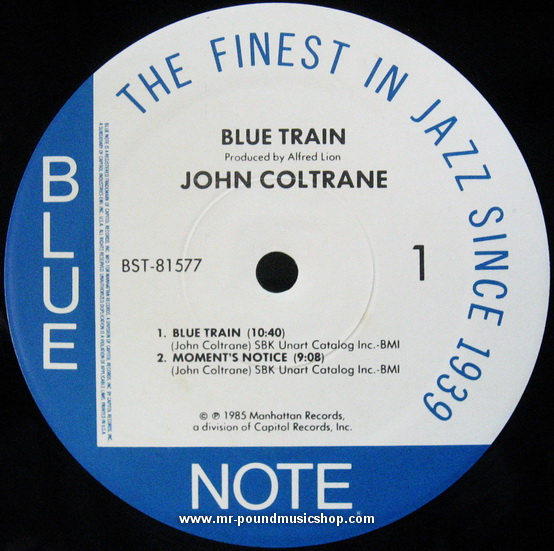 THE FINEST IN JAZZ SINCE 1939
BLUE TRAIN
Produced by Alfred Lion
JOHN COLTRANE
BST-81577
1
1. BLUE TRAIN (10:40)
(John Coltrane) SBK Unart Catalog Inc.-BMI
2. MOMENT'S NOTICE (9:08)
(John Coltrane) SBK Unart Catalog Inc.-BMI
© ℗ 1985 Manhattan Records,
a division of Capitol Records, Inc.
BLUE
NOTE
www.mr-poundmusicshop.com